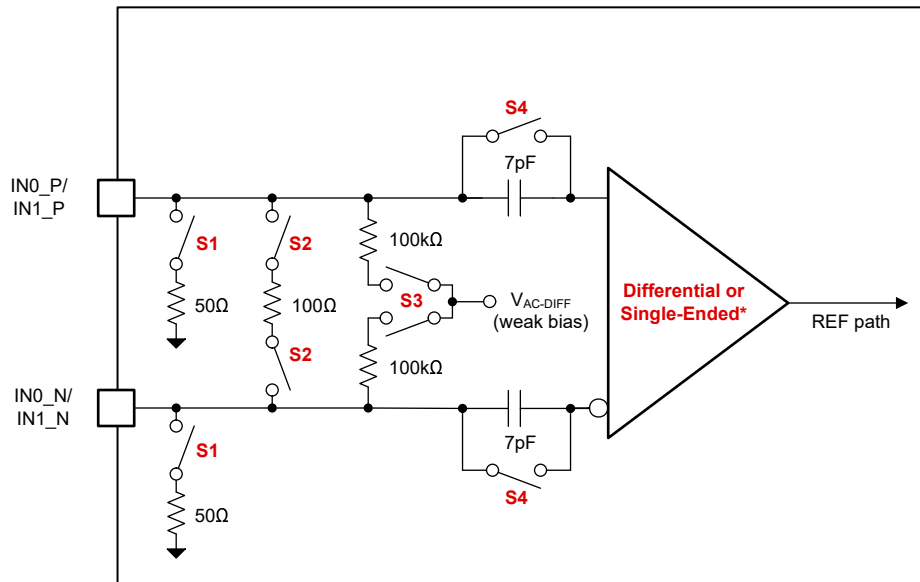 S4
7pF
IN0_P/
IN1_P
S1
S2
100kΩ
50Ω
100Ω
S3
V_AC-DIFF
(weak bias)
Differential or
Single-Ended*
REF path
S2
100kΩ
IN0_N/
IN1_N
S1
7pF
50Ω
S4